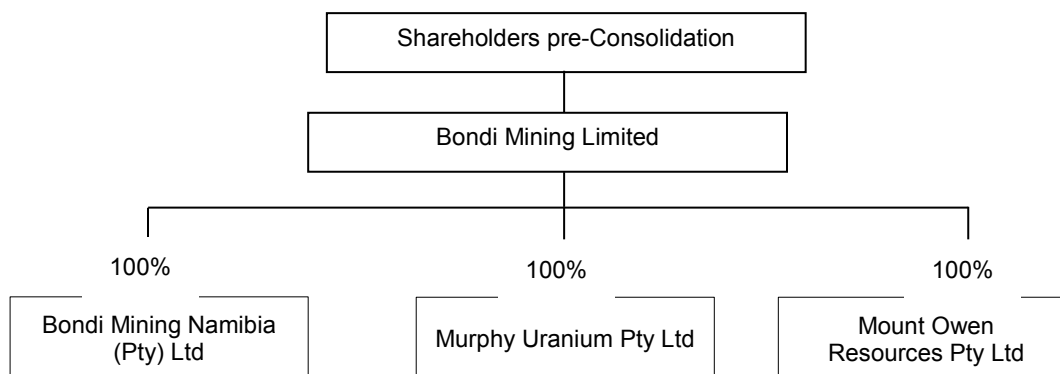 Shareholders pre-Consolidation
Bondi Mining Limited
100%
100%
100%
Bondi Mining Namibia
(Pty) Ltd
Murphy Uranium Pty Ltd
Mount Owen
Resources Pty Ltd